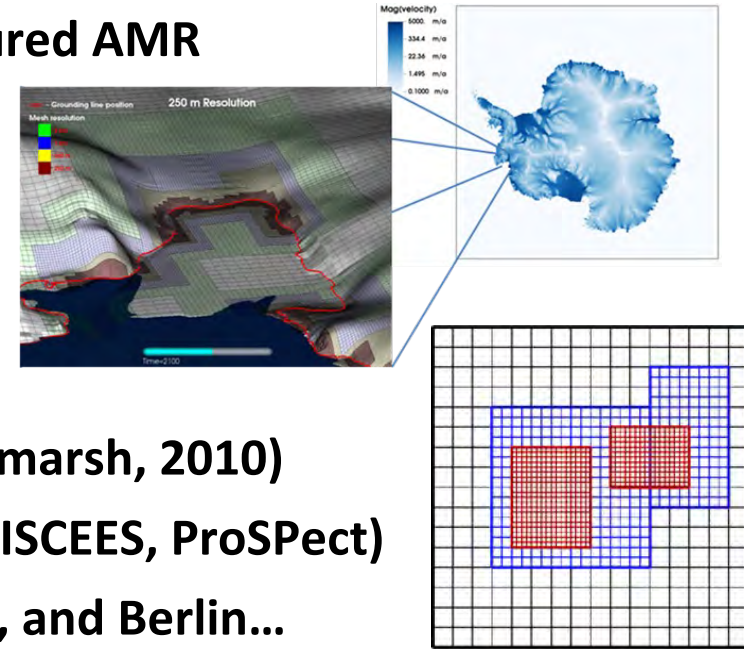 ured AMR
Mag(velocity)
5000. m/a
334.4 m/a
22.36 m/a
1.495 m/a
0.1000 m/a
- Grounding line position
250 m Resolution
Mesh resolution
Time=2100
marsh, 2010)
ISCEES, ProSPect)
, and Berlin…